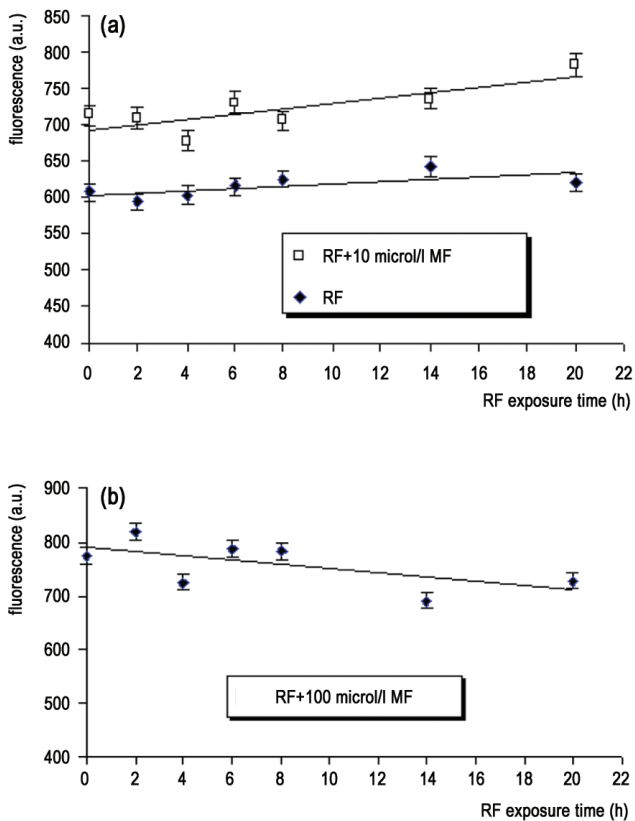 (a)
fluorescence (a.u.)
850
800
750
700
650
600
550
500
450
400
RF+10 microl/l MF
RF
0 2 4 6 8 10 12 14 16 18 20 22
RF exposure time (h)
(b)
fluorescence (a.u.)
900
800
700
600
500
400
RF+100 microl/l MF
0 2 4 6 8 10 12 14 16 18 20 22
RF exposure time (h)